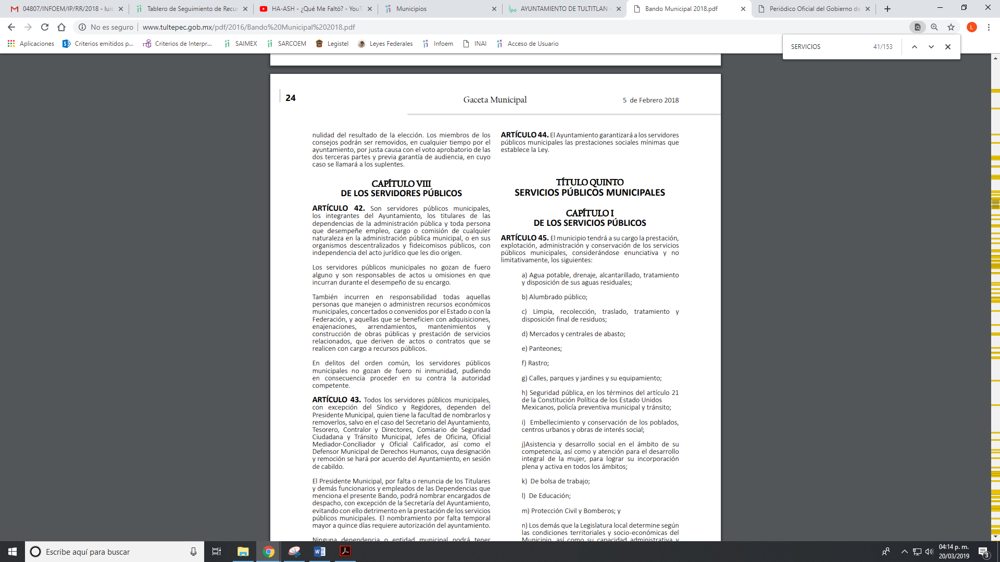 04807/INFOEM/IP/RR/2018 - luis
Tablero de Seguimiento de Recur
HA-ASH - ¿Qué Me Faltó? - YouT
Municipios
AYUNTAMIENTO DE TULTITLAN -
Bando Municipal 2018.pdf
Periódico Oficial del Gobierno de
No es seguro
www.tultepec.gob.mx/pdf/2016/Bando%20Municipal%202018.pdf
L
Aplicaciones
Criterios emitidos p...
Criterios de Interpr...
SAIMEX
SARCOEM
Legistel
Leyes Federales
Infoem
INAI
Acceso de Usuario
SERVICIOS
41/153
24
Gaceta Municipal
5 de Febrero 2018
nulidad del resultado de la elección. Los miembros de los
consejos podrán ser removidos, en cualquier tiempo por el
ayuntamiento, por justa causa con el voto aprobatorio de las
dos terceras partes y previa garantía de audiencia, en cuyo
caso se llamará a los suplentes.
CAPÍTULO VIII
DE LOS SERVIDORES PÚBLICOS
ARTÍCULO 42. Son servidores públicos municipales,
los integrantes del Ayuntamiento, los titulares de las
dependencias de la administración pública y toda persona
que desempeñe empleo, cargo o comisión de cualquier
naturaleza en la administración pública municipal, o en sus
organismos descentralizados y fideicomisos públicos, con
independencia del acto jurídico que les dio origen.
Los servidores públicos municipales no gozan de fuero
alguno y son responsables de actos u omisiones en que
incurran durante el desempeño de su encargo.
También incurren en responsabilidad todas aquellas
personas que manejen o administren recursos económicos
municipales, concertados o convenidos por el Estado o con la
Federación, y aquellas que se beneficien con adquisiciones,
enajenaciones, arrendamientos, mantenimientos y
construcción de obras públicas y prestación de servicios
relacionados, que deriven de actos o contratos que se
realicen con cargo a recursos públicos.
En delitos del orden común, los servidores públicos
municipales no gozan de fuero ni inmunidad, pudiendo
en consecuencia proceder en su contra la autoridad
competente.
ARTÍCULO 43. Todos los servidores públicos municipales,
con excepción del Síndico y Regidores, dependen del
Presidente Municipal, quien tiene la facultad de nombrarlos y
removerlos, salvo en el caso del Secretario del Ayuntamiento,
Tesorero, Contralor y Directores, Comisario de Seguridad
Ciudadana y Tránsito Municipal, Jefes de Oficina, Oficial
Mediador-Conciliador y Oficial Calificador, así como el
Defensor Municipal de Derechos Humanos, cuya designación
y remoción se hará por acuerdo del Ayuntamiento, en sesión
de cabildo.
El Presidente Municipal, por falta o renuncia de los Titulares
y demás funcionarios y empleados de las Dependencias que
menciona el presente Bando, podrá nombrar encargados de
despacho, con excepción de la Secretaría del Ayuntamiento,
evitando con ello detrimento en la prestación de los servicios
públicos municipales. El nombramiento por falta temporal
mayor a quince días requiere autorización del ayuntamiento.
Ninguna dependencia o entidad municipal podrá tener
ARTÍCULO 44. El Ayuntamiento garantizará a los servidores
públicos municipales las prestaciones sociales mínimas que
establece la Ley.
TÍTULO QUINTO
SERVICIOS PÚBLICOS MUNICIPALES
CAPÍTULO I
DE LOS SERVICIOS PÚBLICOS
ARTÍCULO 45. El municipio tendrá a su cargo la prestación,
explotación, administración y conservación de los servicios
públicos municipales, considerándose enunciativa y no
limitativamente, los siguientes:
a) Agua potable, drenaje, alcantarillado, tratamiento
y disposición de sus aguas residuales;
b) Alumbrado público;
c) Limpia, recolección, traslado, tratamiento y
disposición final de residuos;
d) Mercados y centrales de abasto;
e) Panteones;
f) Rastro;
g) Calles, parques y jardines y su equipamiento;
h) Seguridad pública, en los términos del artículo 21
de la Constitución Política de los Estado Unidos
Mexicanos, policía preventiva municipal y tránsito;
i) Embellecimiento y conservación de los poblados,
centros urbanos y obras de interés social;
j)Asistencia y desarrollo social en el ámbito de su
competencia, así como y atención para el desarrollo
integral de la mujer, para lograr su incorporación
plena y activa en todos los ámbitos;
k) De bolsa de trabajo;
l) De Educación;
m) Protección Civil y Bomberos; y
n) Los demás que la Legislatura local determine según
las condiciones territoriales y socio-económicas del
Municipio, así como su capacidad administrativa y
Escribe aquí para buscar
04:14 p. m.
20/03/2019
3